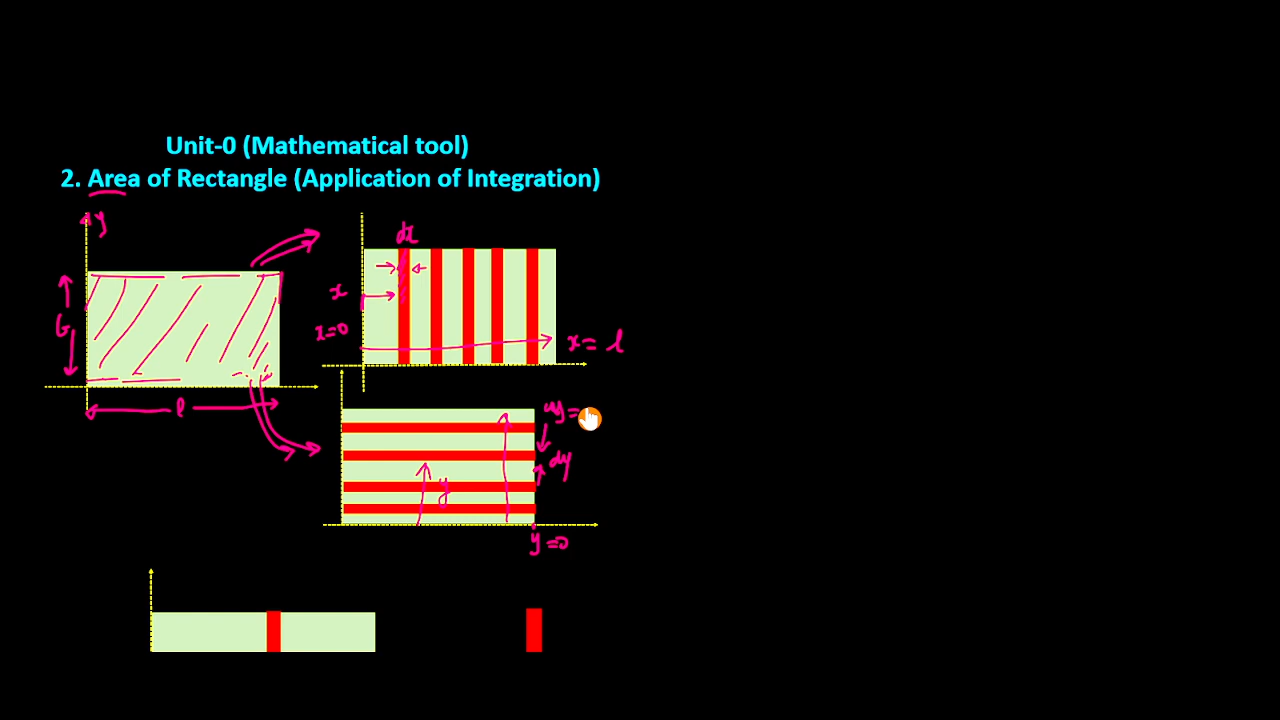 Unit-0 (Mathematical tool)
2. Area of Rectangle (Application of Integration)
y
b
l
dx
x
x=0
x= l
y=
dy
y
y=0